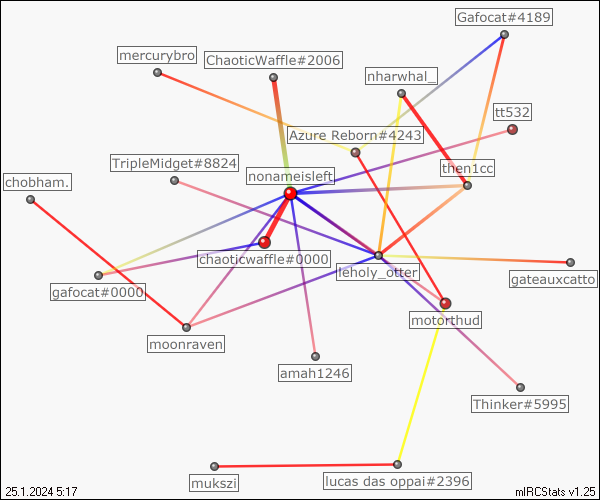 Gafocat#4189
mercurybro
ChaoticWaffle#2006
nharwhal_
tt532
Azure Reborn#4243
TripleMidget#8824
then1cc
nonameisleft
chobham.
chaoticwaffle#0000
leholy_otter
gafocat#0000
gateauxcatto
motorthud
moonraven
amah1246
Thinker#5995
mukszi
lucas das oppai#2396
25.1.2024 5:17
mIRCStats v1.25